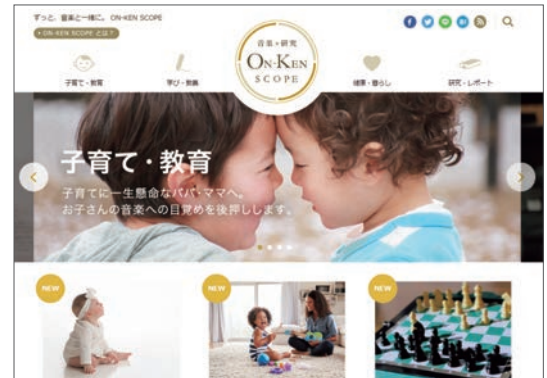 ずっと、音楽と一緒に。 ON-KEN SCOPE
ON-KEN SCOPE とは?
音楽×研究
ON-KEN
SCOPE
子育て・教育
学び・教養
健康・暮らし
研究・レポート
子育て・教育
子育てに一生懸命なパパ・ママへ。
お子さんの音楽への目覚めを後押しします。
NEW
NEW
NEW